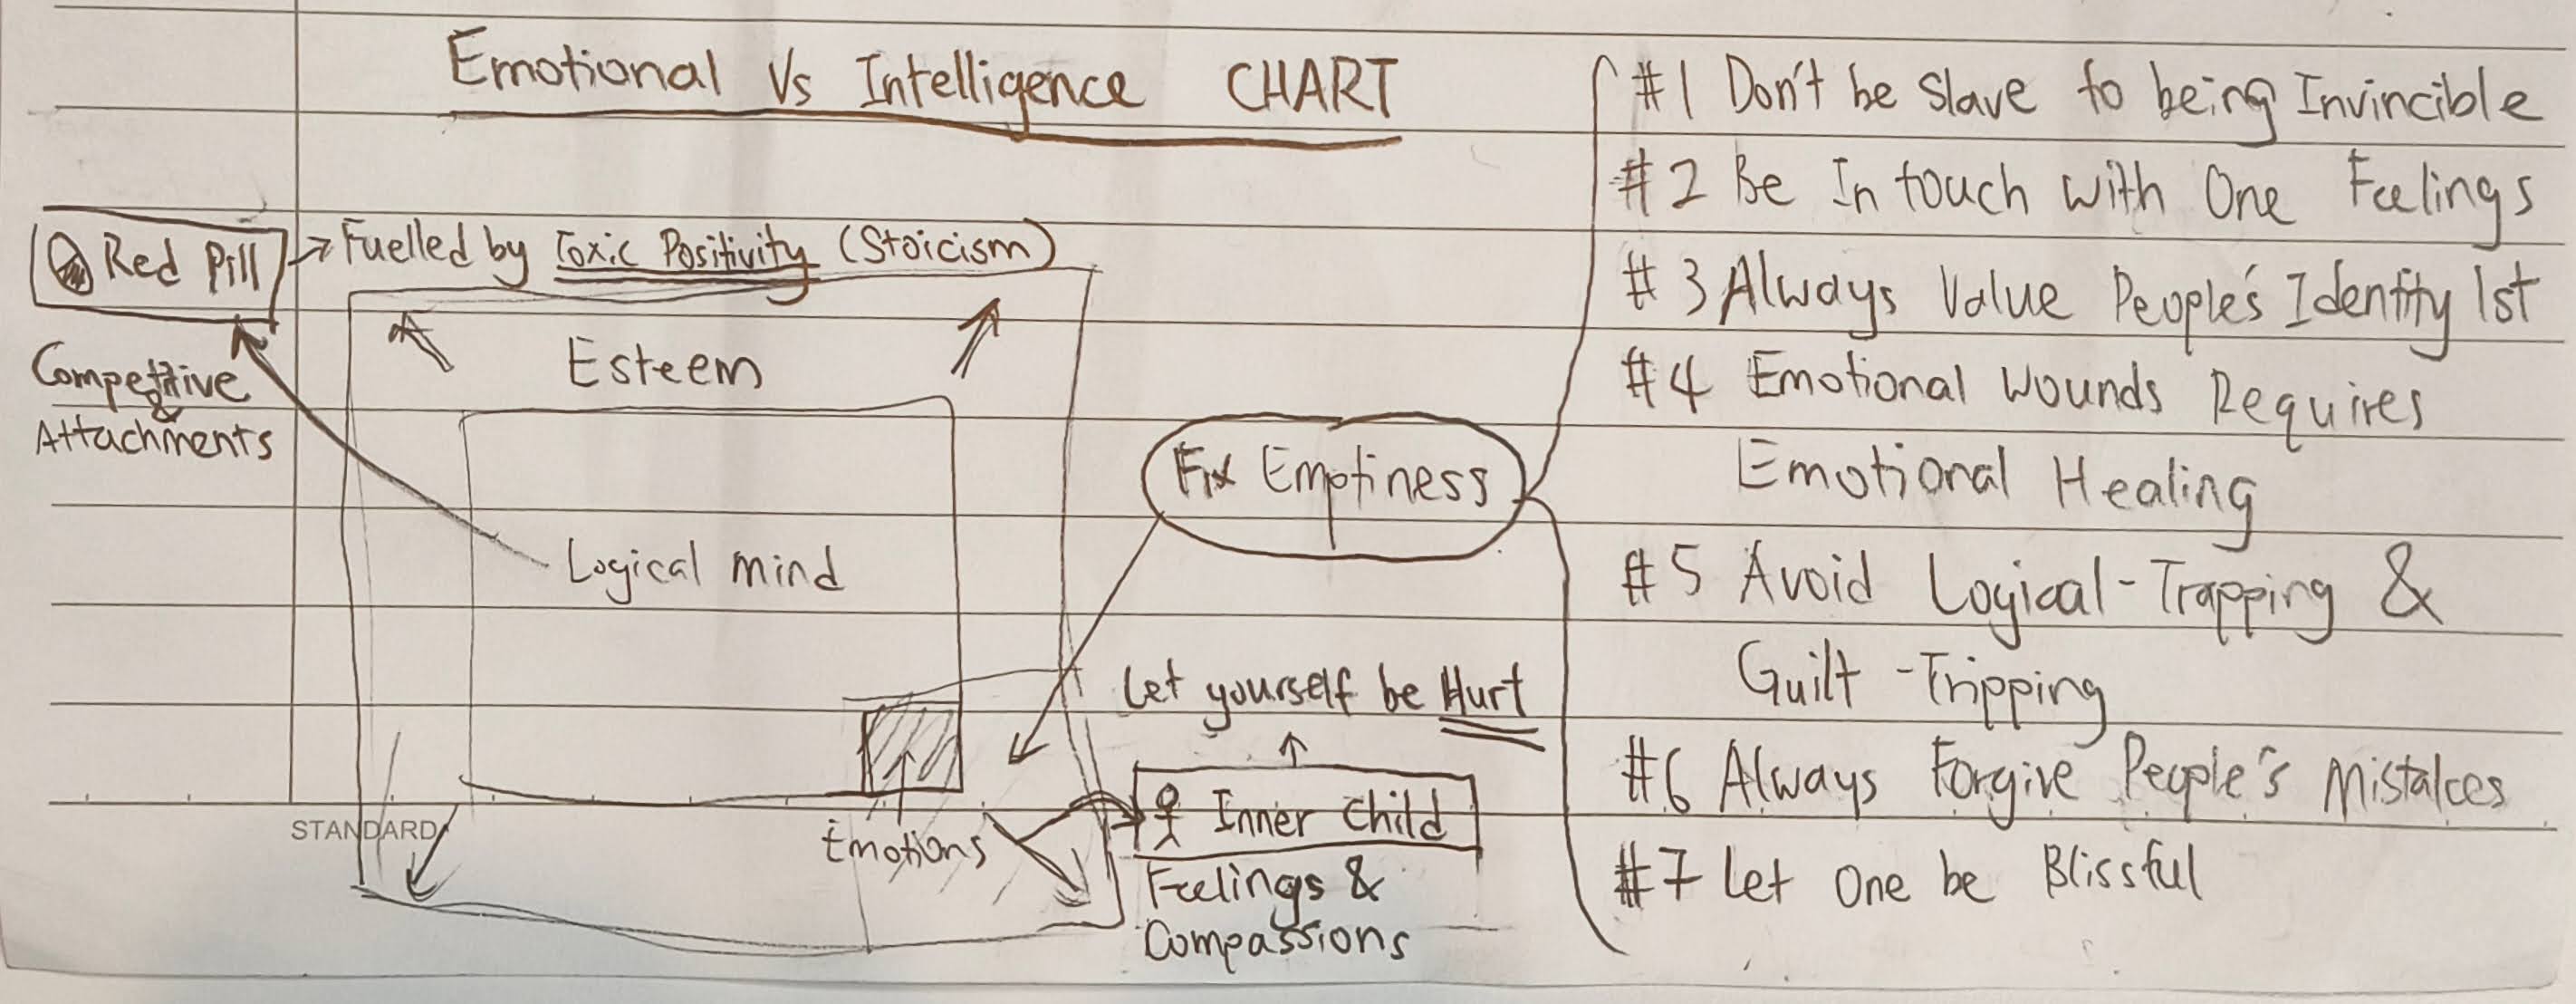 Emotional Vs Intelligence CHART
Red Pill
Fuelled by Toxic Positivity (Stoicism)
Competitive
&
Attachments
Esteem
Logical mind
Emotions
STANDARD
Fix Emptiness
Let yourself be Hurt
Inner Child
Feelings &
Compassions
#1 Don't be Slave to being Invincible
#2 Be In touch with One Feelings
#3 Always Value People's Identity 1st
#4 Emotional Wounds Requires
Emotional Healing
#5 Avoid Logical-Trapping &
Guilt-Tripping
#6 Always Forgive People's Mistakes
#7 Let One be Blissful